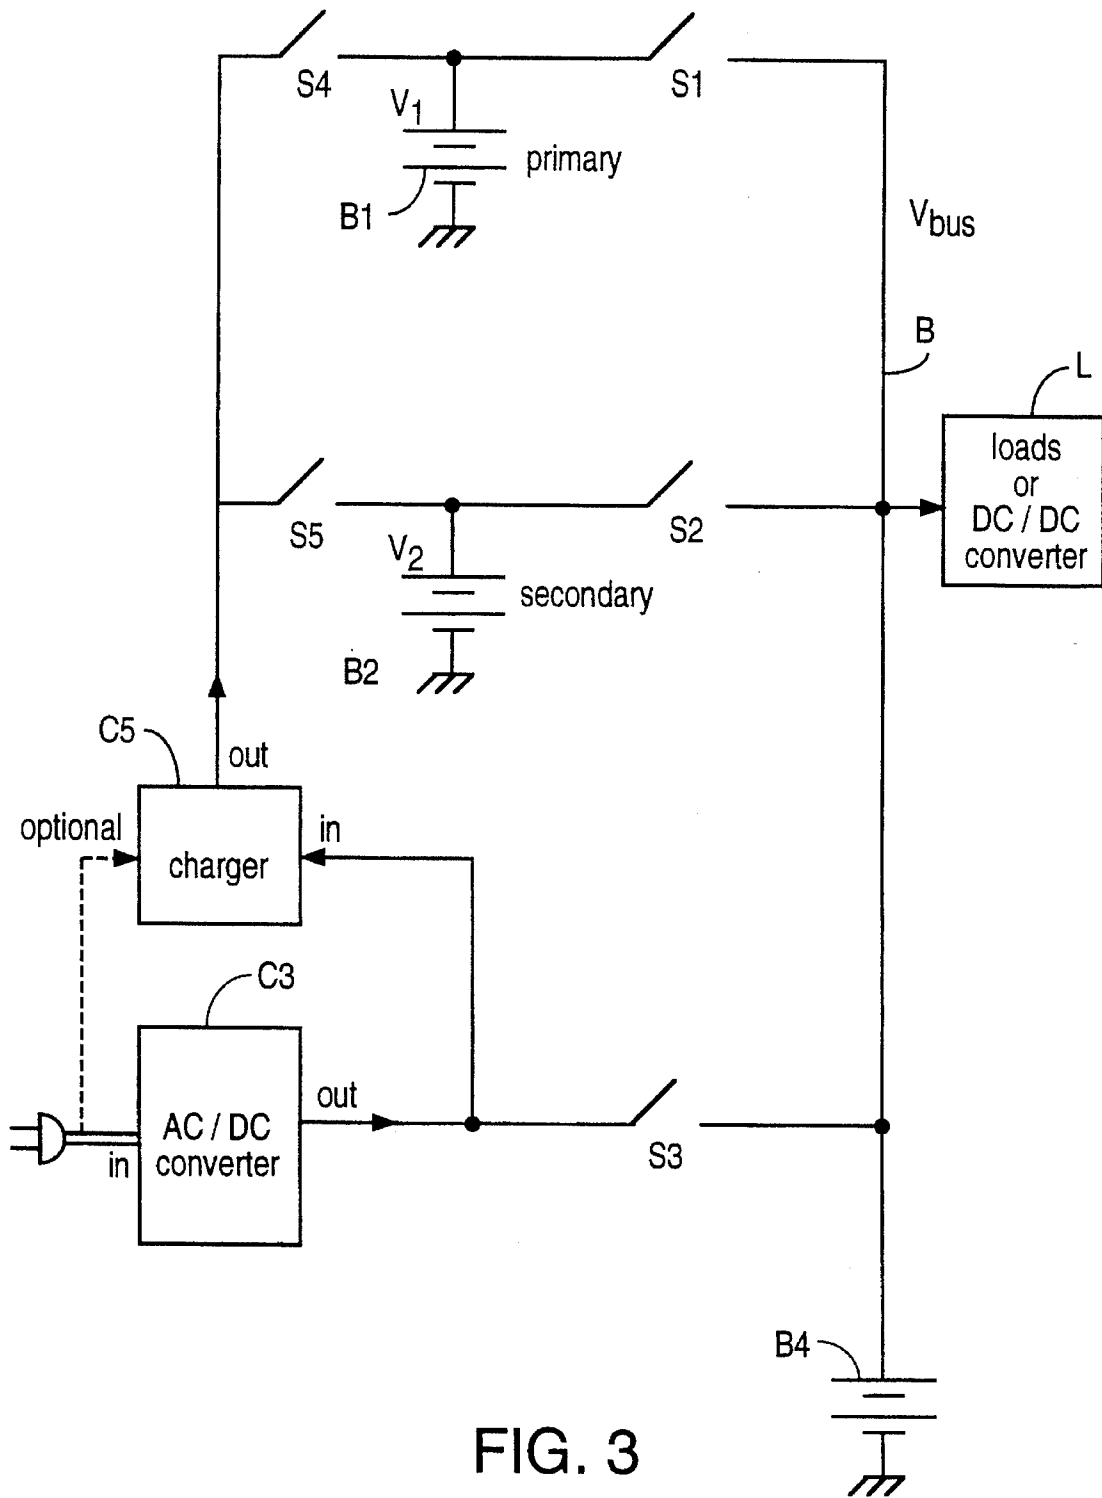 S4
S1
V1
primary
B1
Vbus
B
L
loads
or
DC / DC
converter
S5
S2
V2
secondary
B2
C5
out
optional
in
charger
C3
out
AC / DC
converter
in
S3
B4
FIG. 3